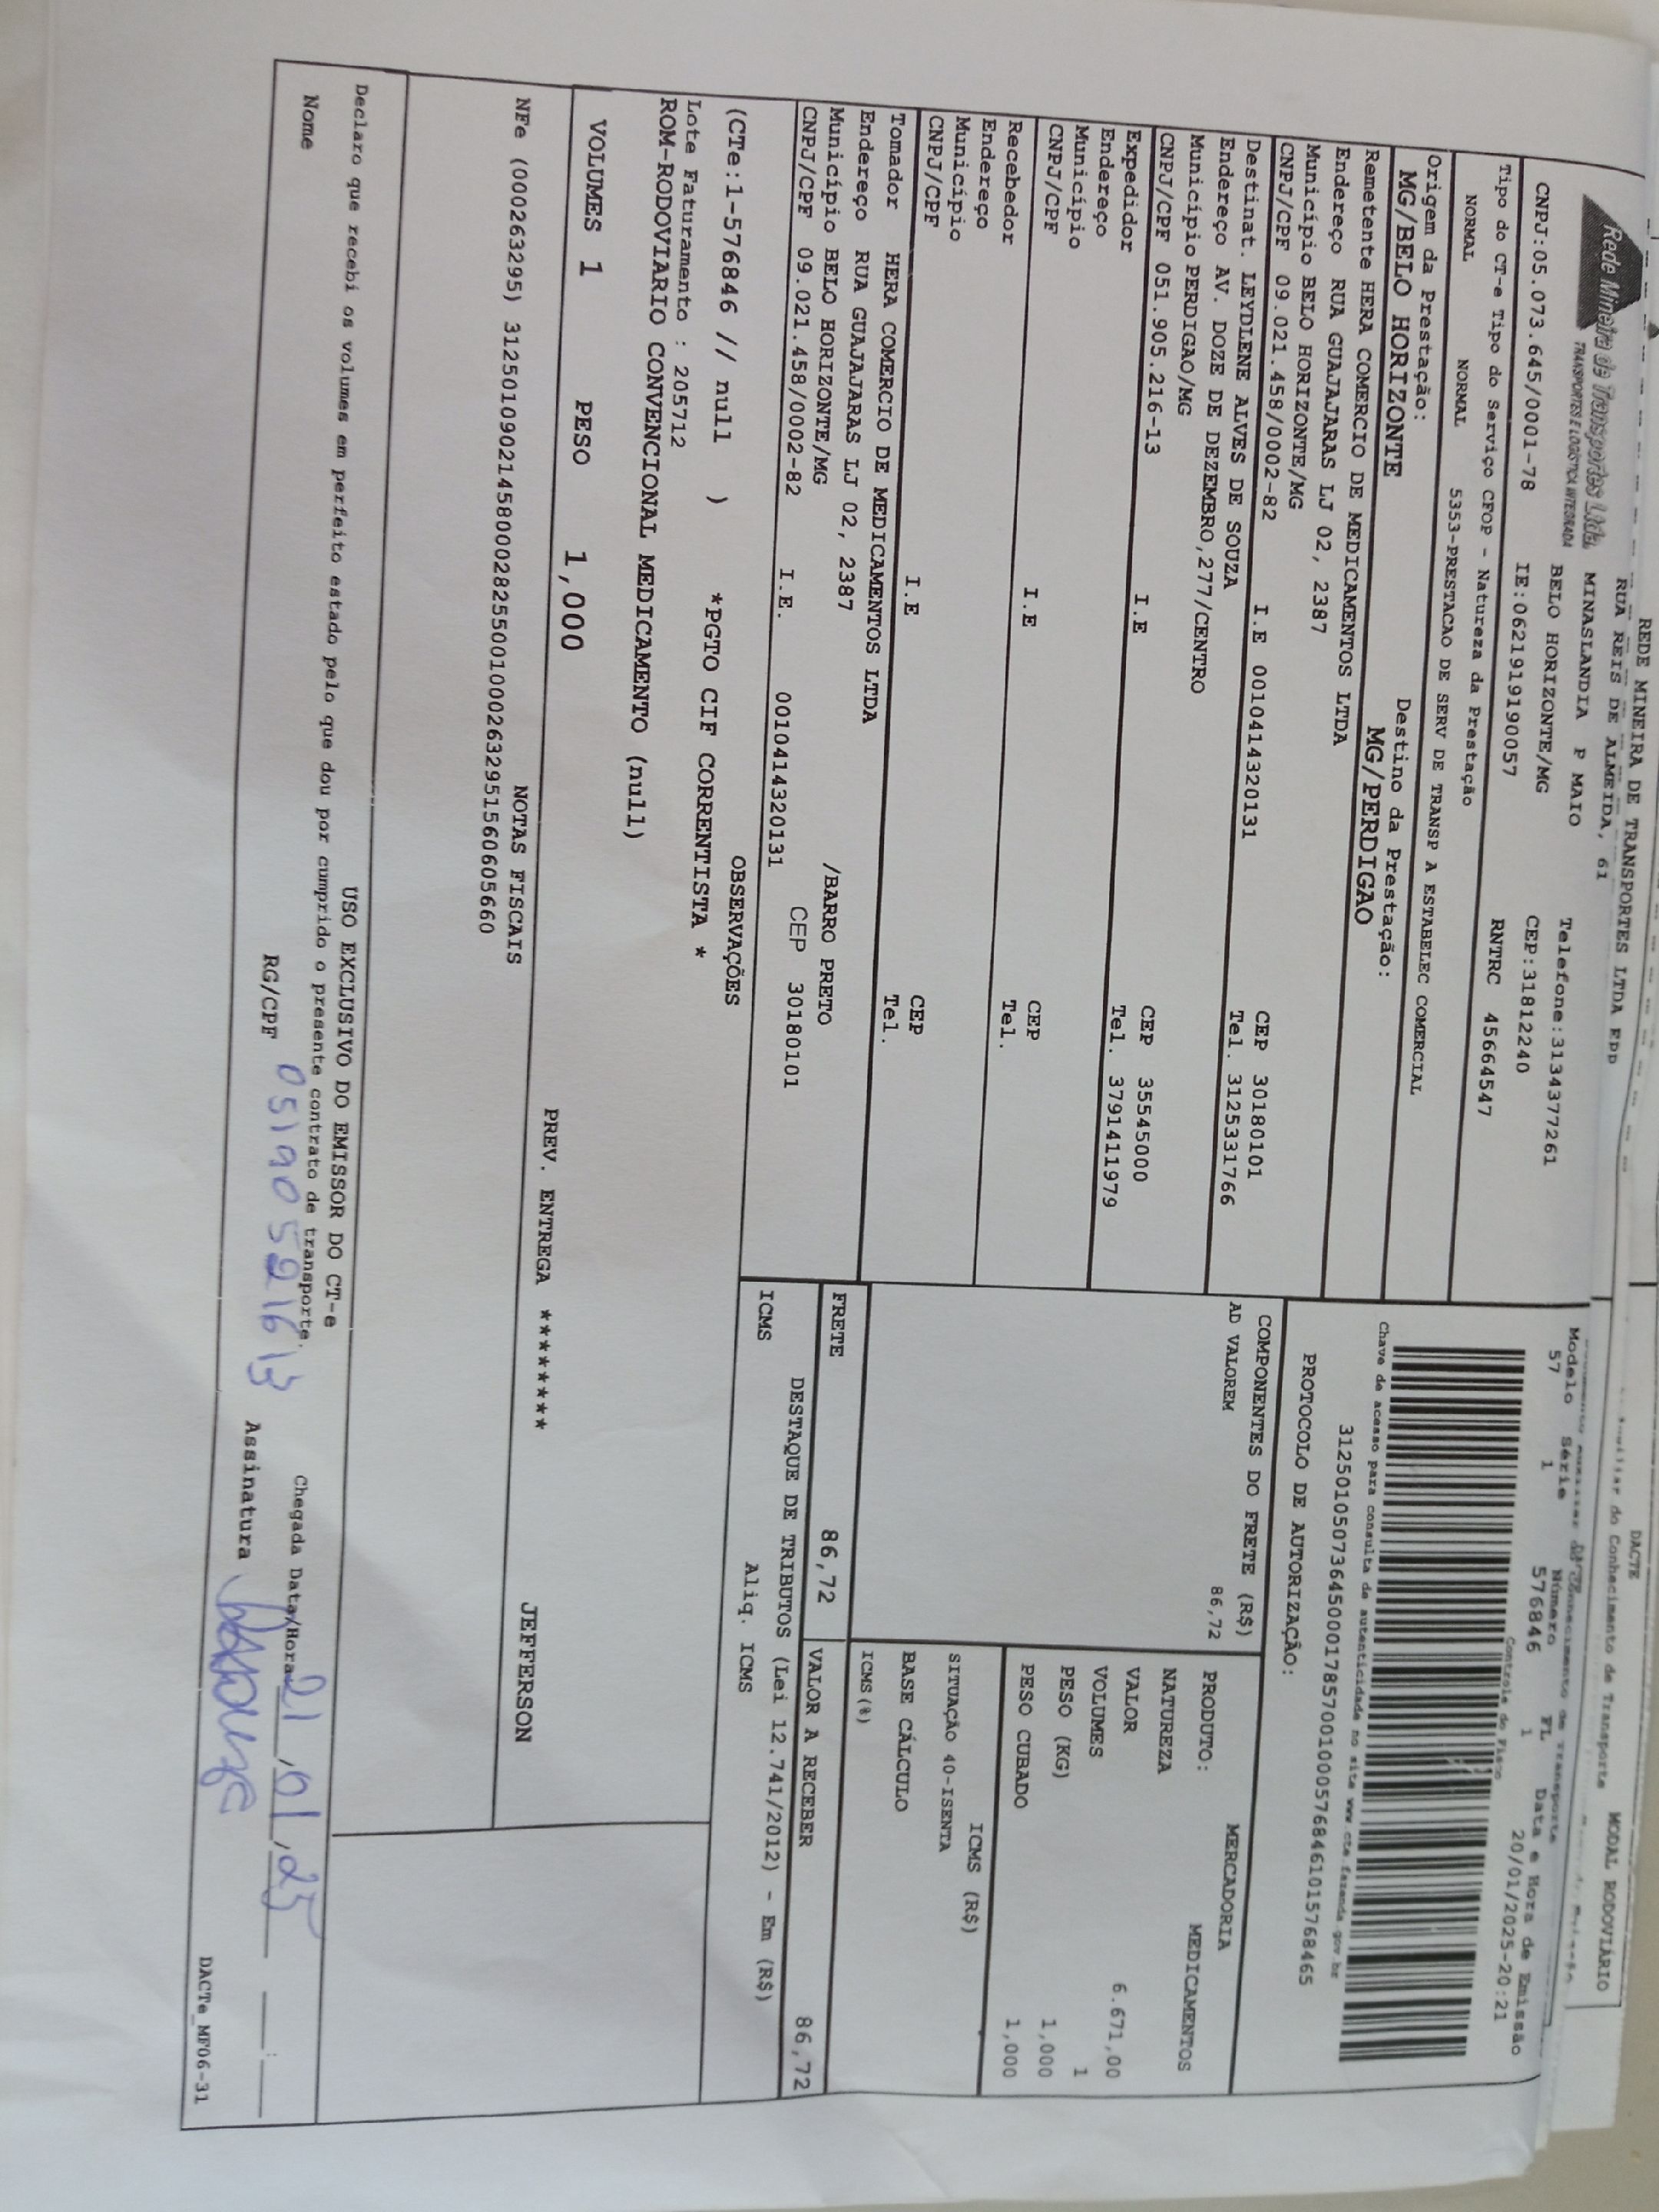 REDE MINEIRA DE TRANSPORTES LTDA EPP
RUA REIS DE ALMEIDA, 61
MINASLANDIA P MAIO
BELO HORIZONTE/MG
Telefone:3134377261
CEP:31812240
Rede Mineira de Transportes Ltda.
TRANSPORTES E LOGÍSTICA INTEGRADA
CNPJ:05.073.645/0001-78 IE:0621919190057 RNTRC 45664547
Tipo do CT-e Tipo do Serviço CFOP - Natureza da Prestação
NORMAL NORMAL 5353-PRESTACAO DE SERV DE TRANSP A ESTABELEC COMERCIAL
Origem da Prestação: Destino da Prestação:
MG/BELO HORIZONTE MG/PERDIGAO
Remetente HERA COMERCIO DE MEDICAMENTOS LTDA
Endereço RUA GUAJAJARAS LJ 02, 2387
Município BELO HORIZONTE/MG CEP 30180101
CNPJ/CPF 09.021.458/0002-82 I.E 0010414320131 Tel. 3125331766
Destinat. LEYDLENE ALVES DE SOUZA
Endereço AV. DOZE DE DEZEMBRO,277/CENTRO
Município PERDIGAO/MG CEP 35545000
CNPJ/CPF 051.905.216-13 I.E Tel. 3791411979
Expedidor
Endereço
Município CEP
CNPJ/CPF I.E Tel.
Recebedor
Endereço
Município CEP
CNPJ/CPF I.E Tel.
Tomador HERA COMERCIO DE MEDICAMENTOS LTDA
Endereço RUA GUAJAJARAS LJ 02, 2387 /BARRO PRETO
Município BELO HORIZONTE/MG CEP 30180101
CNPJ/CPF 09.021.458/0002-82 I.E. 0010414320131
DACTE MODAL RODOVIÁRIO
Modelo Série Número FL Data e Hora de Emissão
57 1 576846 1 20/01/2025-20:21
Controle do Fisco
Chave de acesso para consulta de autenticidade no site www.cte.fazenda.gov.br
31250105073645000178570010005768461015768465
PROTOCOLO DE AUTORIZAÇÃO:
COMPONENTES DO FRETE (R$)
AD VALOREM 86,72
MERCADORIA
PRODUTO: MEDICAMENTOS
NATUREZA
VALOR 6.671,00
VOLUMES 1
PESO (KG) 1,000
PESO CUBADO 1,000
ICMS (R$)
SITUAÇÃO 40-ISENTA
BASE CÁLCULO
ICMS(%)
FRETE 86,72 VALOR A RECEBER 86,72
DESTAQUE DE TRIBUTOS (Lei 12.741/2012) - Em (R$)
ICMS Aliq. ICMS
OBSERVAÇÕES
(CTe:1-576846 // null ) *PGTO CIF CORRENTISTA *
Lote Faturamento : 205712
ROM-RODOVIARIO CONVENCIONAL MEDICAMENTO (null)
VOLUMES 1 PESO 1,000 PREV. ENTREGA ******** JEFFERSON
NOTAS FISCAIS
NFe (000263295) 31250109021458000282550010002632951560605660
USO EXCLUSIVO DO EMISSOR DO CT-e
Declaro que recebi os volumes em perfeito estado pelo que dou por cumprido o presente contrato de transporte.
Chegada Data/Hora 21,01,25 __:__
Nome RG/CPF 05190521613 Assinatura
DACTe_MF06-31